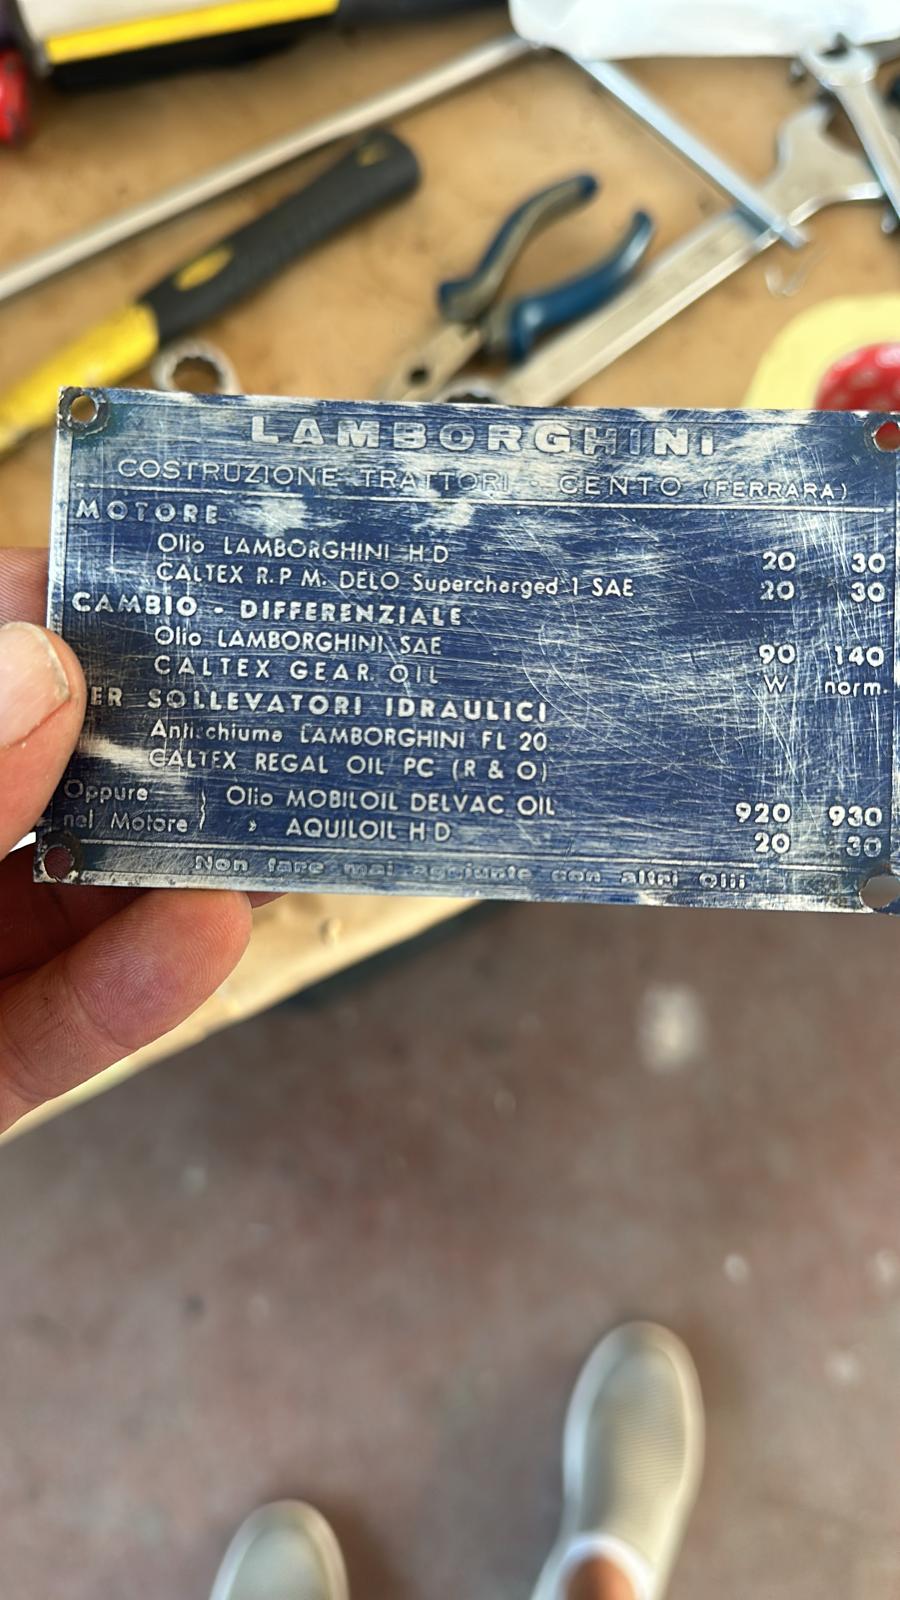 LAMBORGHINI
COSTRUZIONE TRATTORI - CENTO (FERRARA)
MOTORE
Olio LAMBORGHINI H D 20 30
CALTEX R. P M. DELO Supercharged 1 SAE 20 30
CAMBIO - DIFFERENZIALE
Olio LAMBORGHINI SAE 90 140
CALTEX GEAR OIL W norm.
ER SOLLEVATORI IDRAULICI
Antischiuma LAMBORGHINI FL 20
CALTEX REGAL OIL PC (R & O)
Oppure Olio MOBILOIL DELVAC OIL 920 930
nel Motore » AQUILOIL H D 20 30
Non fare mai aggiunte con altri Olii